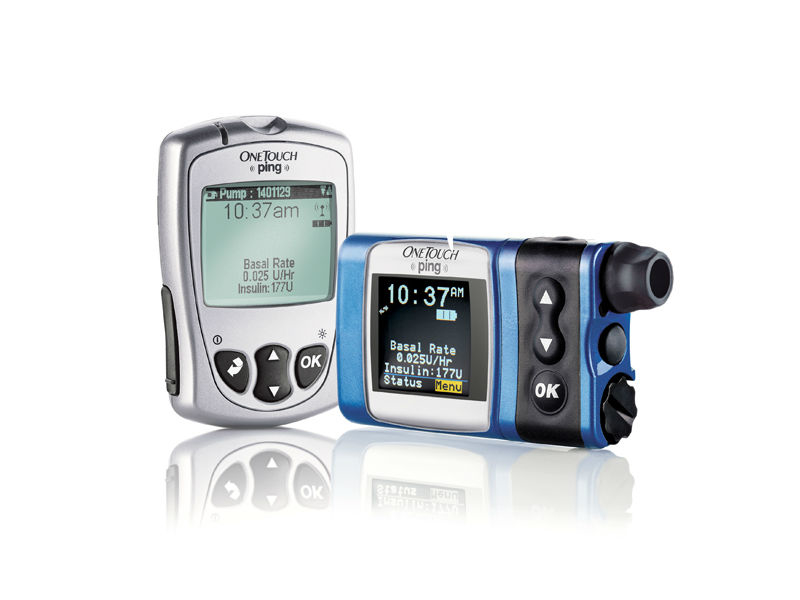 ONETOUCH
ping
Pump : 1401129
10:37am
Basal Rate
0.025 U/Hr
Insulin:177U
OK
ONETOUCH
ping
10:37AM
Basal Rate
0.025U/Hr
Insulin:177U
Status Menu
OK